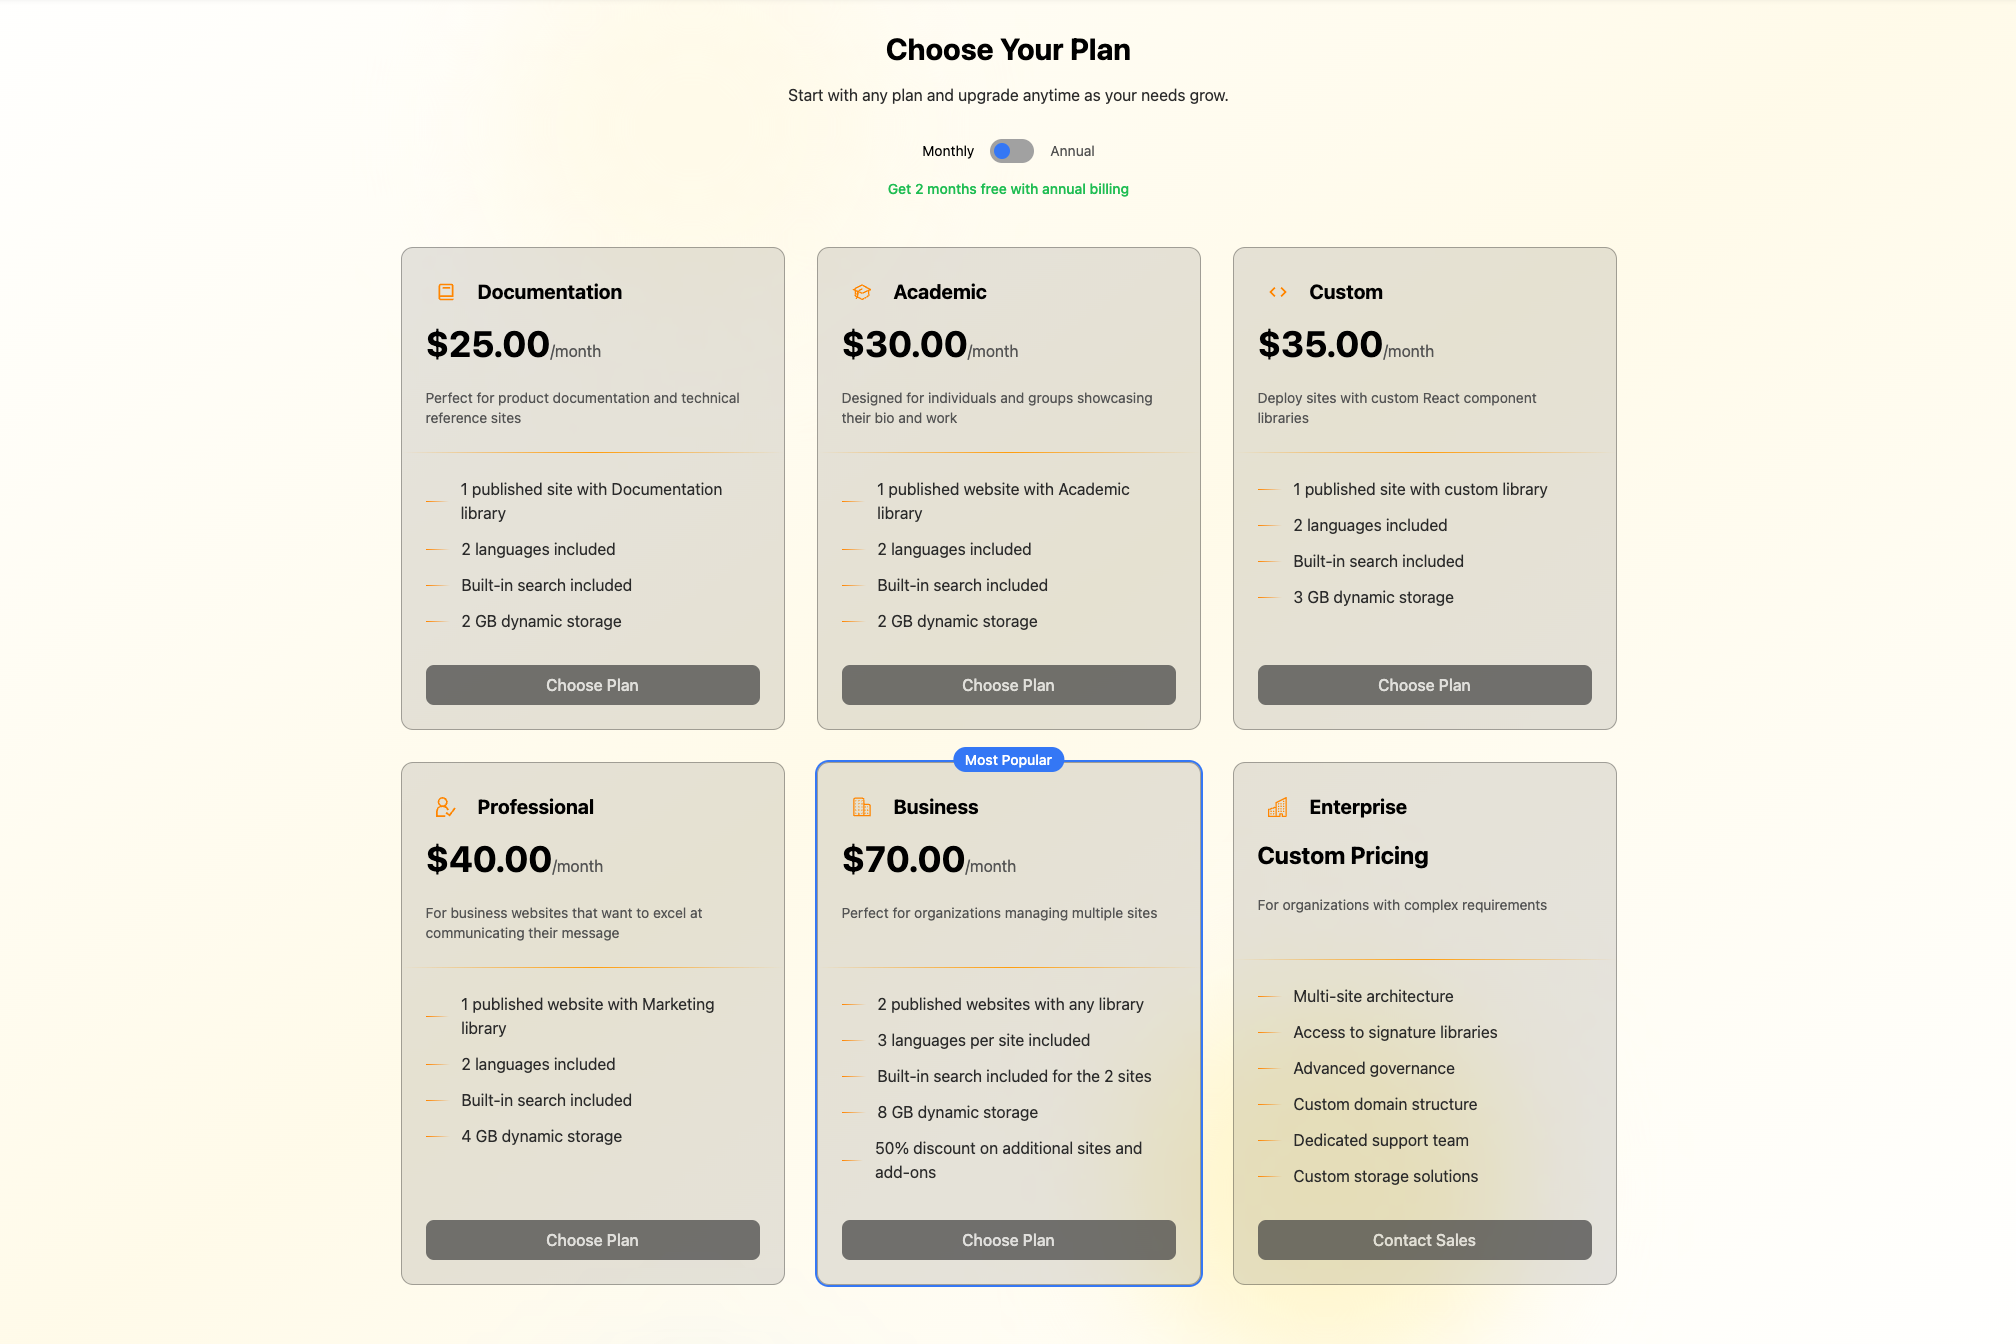 Choose Your Plan
Start with any plan and upgrade anytime as your needs grow.
Monthly Annual
Get 2 months free with annual billing
Documentation
$25.00/month
Perfect for product documentation and technical
reference sites
1 published site with Documentation
library
2 languages included
Built-in search included
2 GB dynamic storage
Choose Plan
Academic
$30.00/month
Designed for individuals and groups showcasing
their bio and work
1 published website with Academic
library
2 languages included
Built-in search included
2 GB dynamic storage
Choose Plan
Custom
$35.00/month
Deploy sites with custom React component
libraries
1 published site with custom library
2 languages included
Built-in search included
3 GB dynamic storage
Choose Plan
Professional
$40.00/month
For business websites that want to excel at
communicating their message
1 published website with Marketing
library
2 languages included
Built-in search included
4 GB dynamic storage
Choose Plan
Most Popular
Business
$70.00/month
Perfect for organizations managing multiple sites
2 published websites with any library
3 languages per site included
Built-in search included for the 2 sites
8 GB dynamic storage
50% discount on additional sites and
add-ons
Choose Plan
Enterprise
Custom Pricing
For organizations with complex requirements
Multi-site architecture
Access to signature libraries
Advanced governance
Custom domain structure
Dedicated support team
Custom storage solutions
Contact Sales